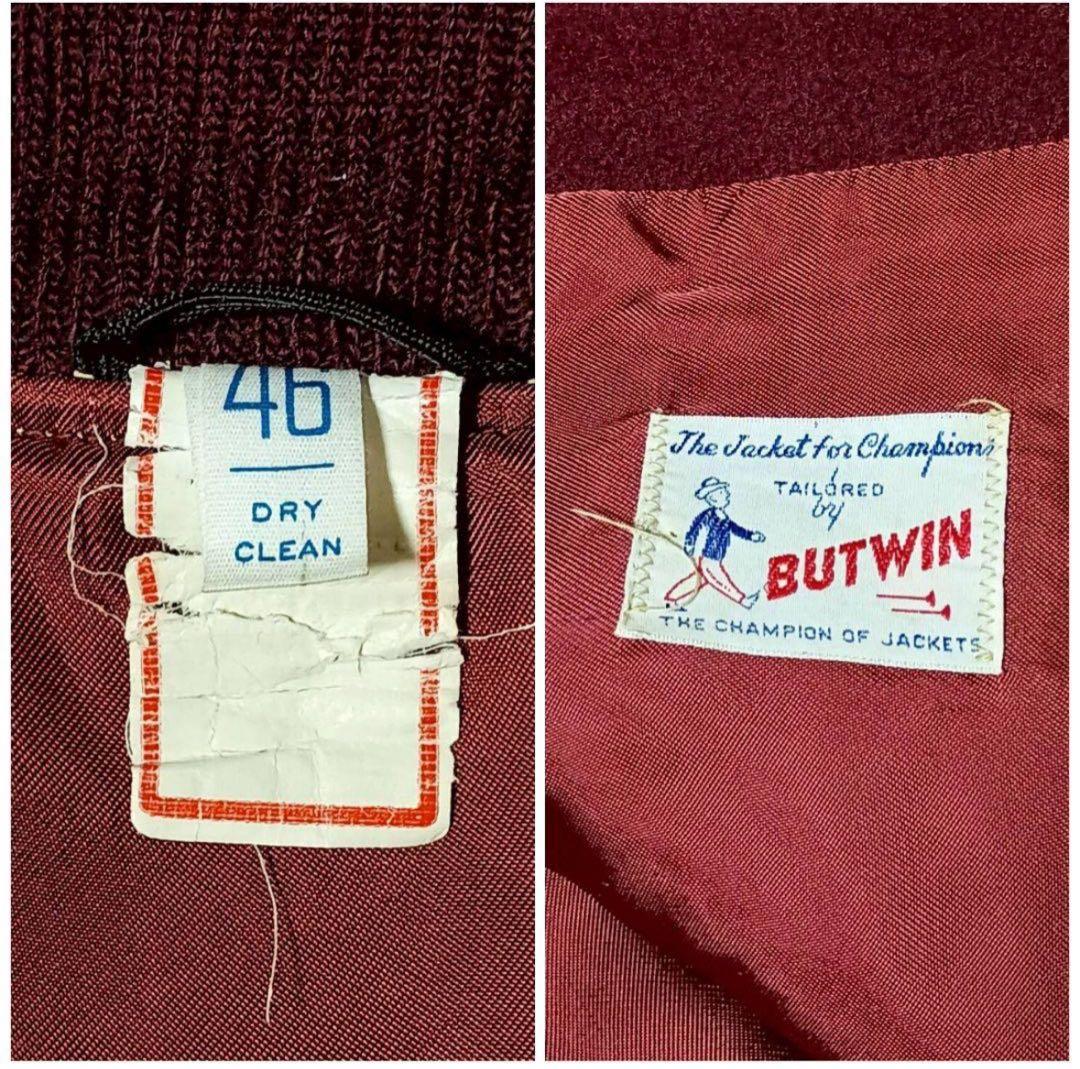 46
DRY
CLEAN
The Jacket for Champions
TAILORED
by
BUTWIN
THE CHAMPION OF JACKETS